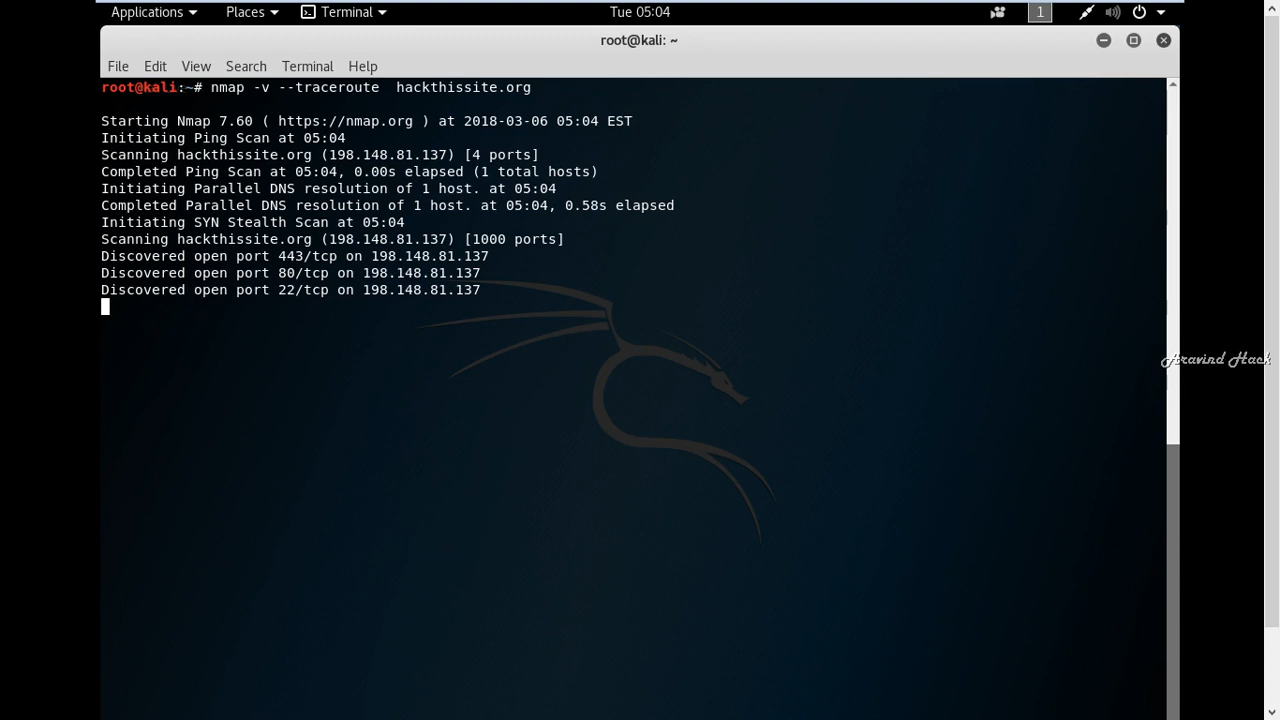 Applications Places Terminal Tue 05:04 1
root@kali: ~
File Edit View Search Terminal Help
root@kali:~# nmap -v --traceroute  hackthissite.org
Starting Nmap 7.60 ( https://nmap.org ) at 2018-03-06 05:04 EST
Initiating Ping Scan at 05:04
Scanning hackthissite.org (198.148.81.137) [4 ports]
Completed Ping Scan at 05:04, 0.00s elapsed (1 total hosts)
Initiating Parallel DNS resolution of 1 host. at 05:04
Completed Parallel DNS resolution of 1 host. at 05:04, 0.58s elapsed
Initiating SYN Stealth Scan at 05:04
Scanning hackthissite.org (198.148.81.137) [1000 ports]
Discovered open port 443/tcp on 198.148.81.137
Discovered open port 80/tcp on 198.148.81.137
Discovered open port 22/tcp on 198.148.81.137
Aravind Hack